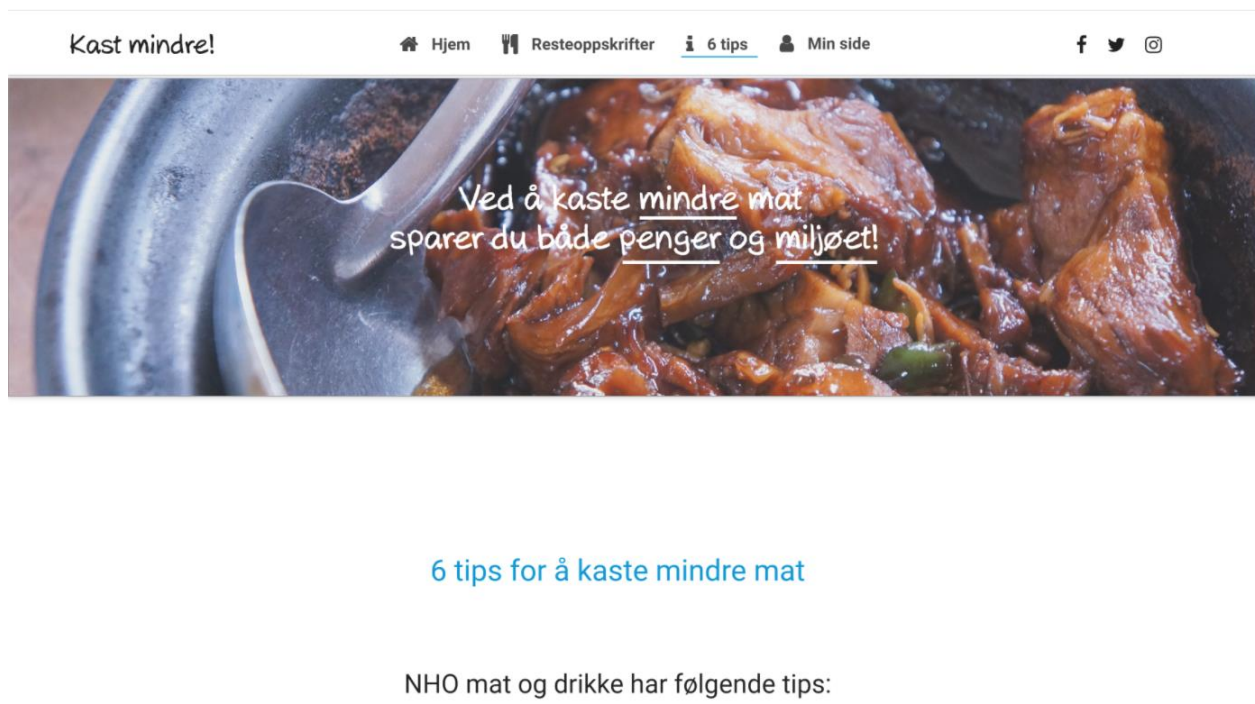 Kast mindre!
Hjem Resteoppskrifter 6 tips Min side
Ved å kaste mindre mat
sparer du både penger og miljøet!
6 tips for å kaste mindre mat
NHO mat og drikke har følgende tips: